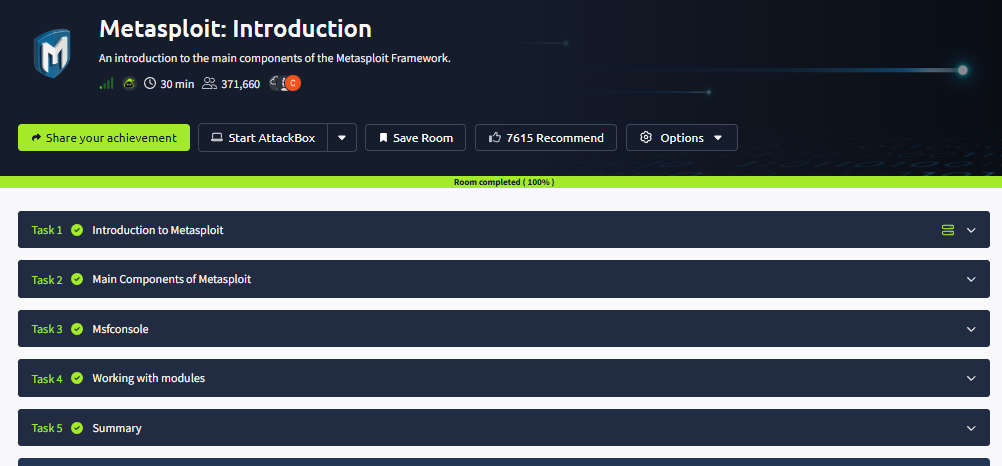 Metasploit: Introduction
An introduction to the main components of the Metasploit Framework.
30 min 371,660 C
Share your achievement Start AttackBox Save Room 7615 Recommend Options
Room completed ( 100% )
Task 1 Introduction to Metasploit
Task 2 Main Components of Metasploit
Task 3 Msfconsole
Task 4 Working with modules
Task 5 Summary